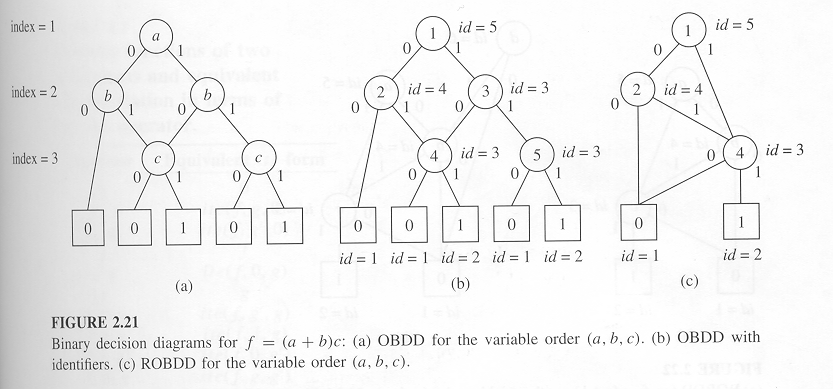 index = 1
a
0 1
index = 2
b b
0 1 0 1
index = 3
c c
0 1 0 1
0 0 1 0 1
(a)
1 id = 5
0 1
2 id = 4 3 id = 3
0 1 0 1
4 id = 3 5 id = 3
0 1 0 1
0 0 1 0 1
id = 1 id = 1 id = 2 id = 1 id = 2
(b)
1 id = 5
0 1
2 id = 4
0 1
0 4 id = 3
1
0 1
id = 1 id = 2
(c)
FIGURE 2.21
Binary decision diagrams for f = (a + b)c: (a) OBDD for the variable order (a, b, c). (b) OBDD with
identifiers. (c) ROBDD for the variable order (a, b, c).